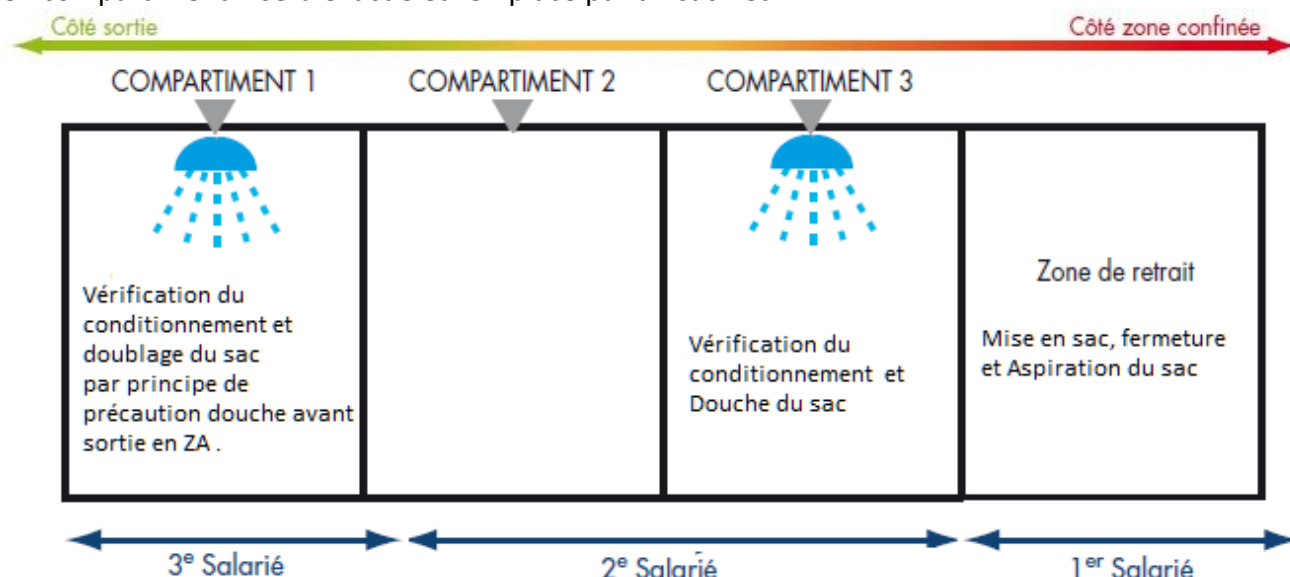 Côté sortie
Côté zone confinée
COMPARTIMENT 1
COMPARTIMENT 2
COMPARTIMENT 3
Vérification du
conditionnement et
doublage du sac
par principe de
précaution douche avant
sortie en ZA .
Vérification du
conditionnement et
Douche du sac
Zone de retrait
Mise en sac, fermeture
et Aspiration du sac
3e Salarié
2e Salarié
1er Salarié